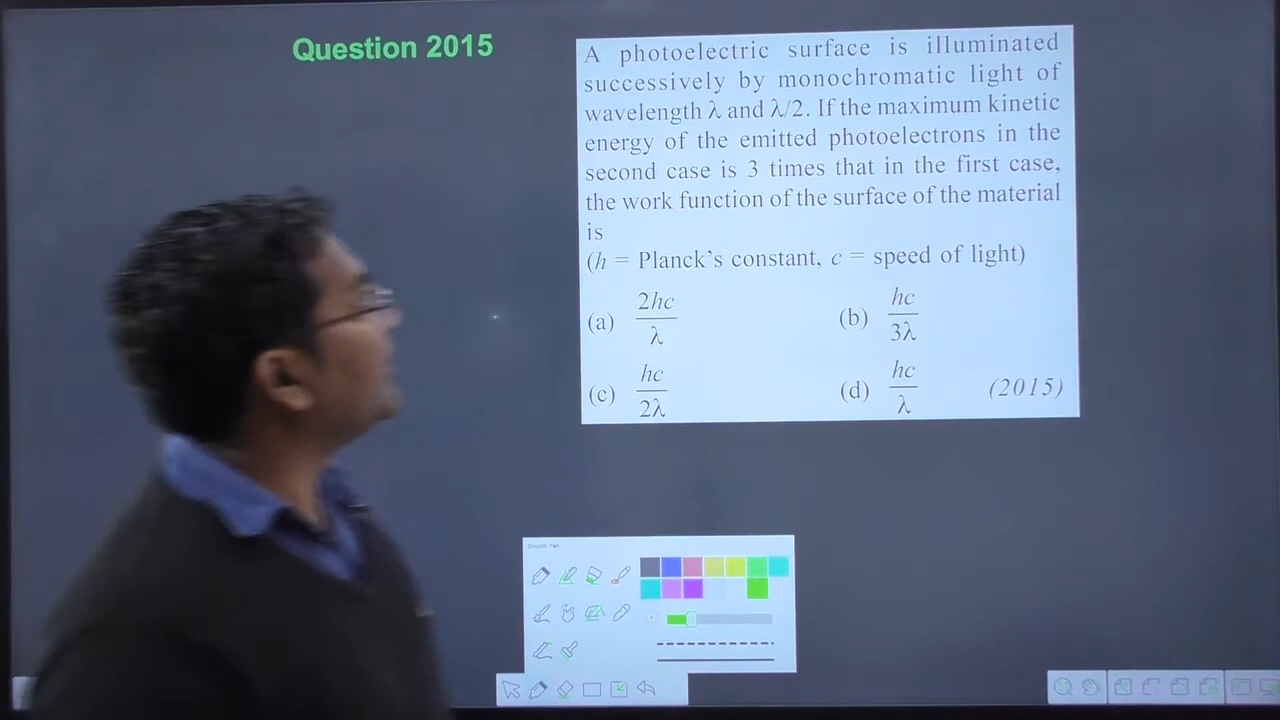 Question 2015
A photoelectric surface is illuminated
successively by monochromatic light of
wavelength λ and λ/2. If the maximum kinetic
energy of the emitted photoelectrons in the
second case is 3 times that in the first case,
the work function of the surface of the material
is
(h = Planck's constant, c = speed of light)
(a) 2hc/λ (b) hc/3λ
(c) hc/2λ (d) hc/λ (2015)